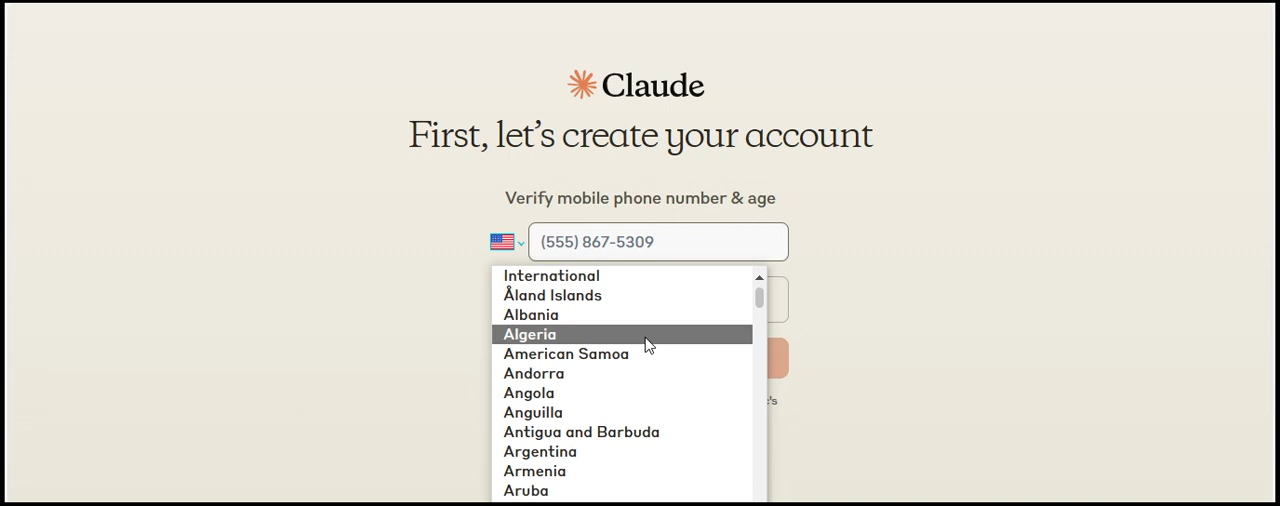 Claude
First, let's create your account
Verify mobile phone number & age
(555) 867-5309
International
Åland Islands
Albania
Algeria
American Samoa
Andorra
Angola
Anguilla
Antigua and Barbuda
Argentina
Armenia
Aruba